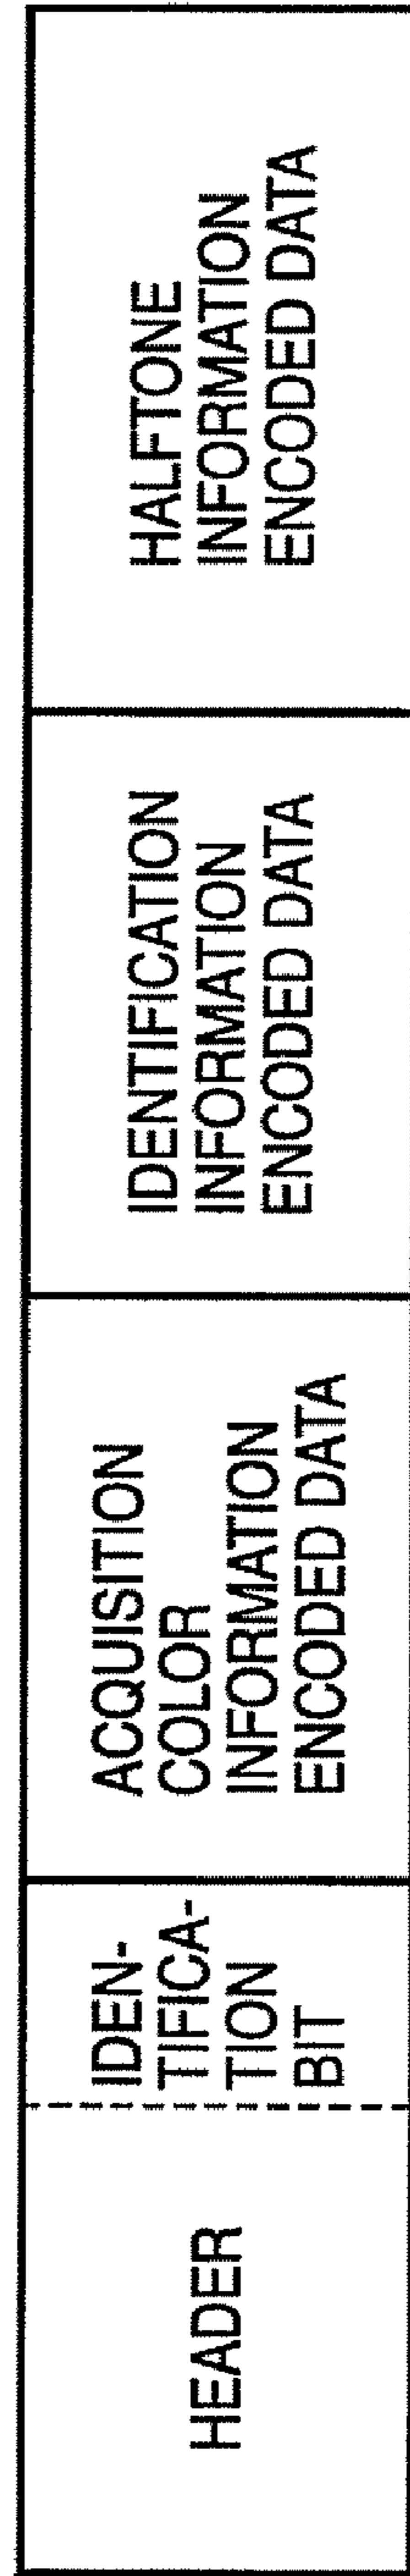 HEADER
IDEN-
TIFICA-
TION
BIT
ACQUISITION
COLOR
INFORMATION
ENCODED DATA
IDENTIFICATION
INFORMATION
ENCODED DATA
HALFTONE
INFORMATION
ENCODED DATA